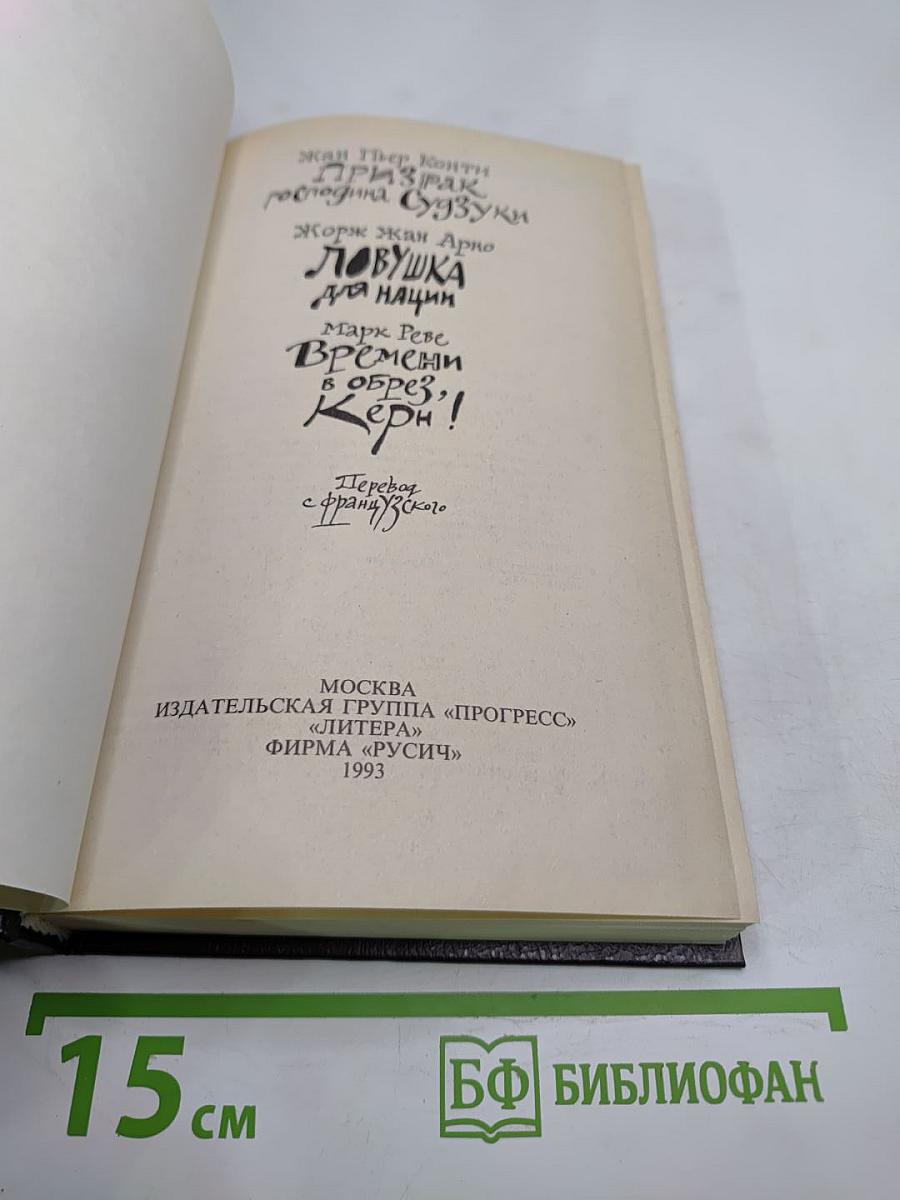 Жан Пьер Конти
ПРИЗРАК
господина Судзуки
Жорж Жан Арно
ЛОВУШКА
для нации
Марк Реве
Времени
в обрез,
Керн!
Перевод
с французского
МОСКВА
ИЗДАТЕЛЬСКАЯ ГРУППА «ПРОГРЕСС»
«ЛИТЕРА»
ФИРМА «РУСИЧ»
1993
15 см
БФ БИБЛИОФАН